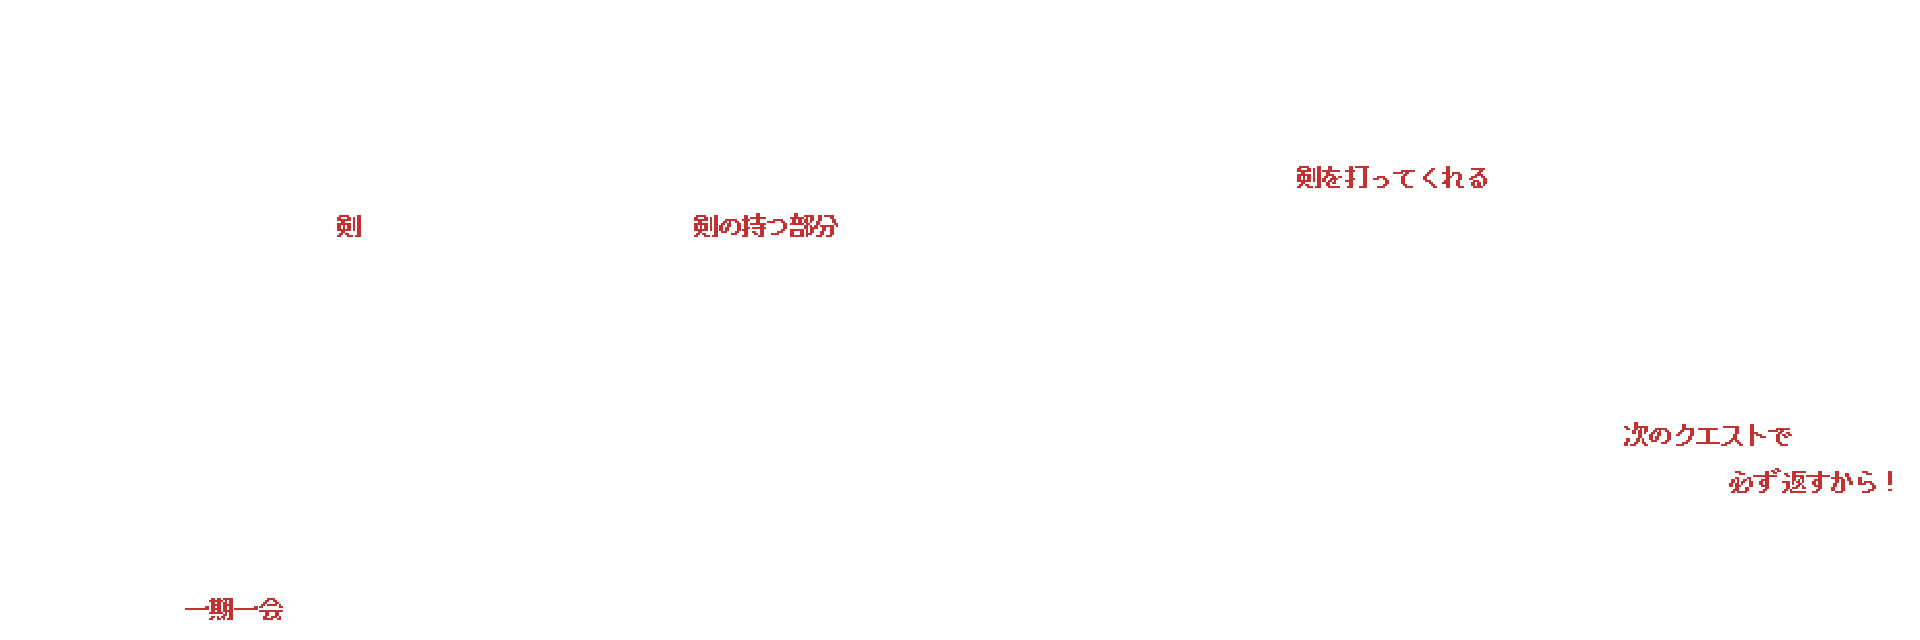 剣を打ってくれる
剣
剣の持つ部分
次のクエストで
必ず返すから！
一期一会